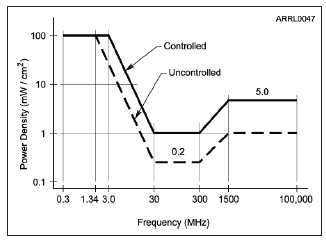 ARRL0047
100
10
1
0.1
Power Density (mW / cm²)
Controlled
Uncontrolled
5.0
0.2
0.3 1.34 3.0 30 300 1500 100,000
Frequency (MHz)